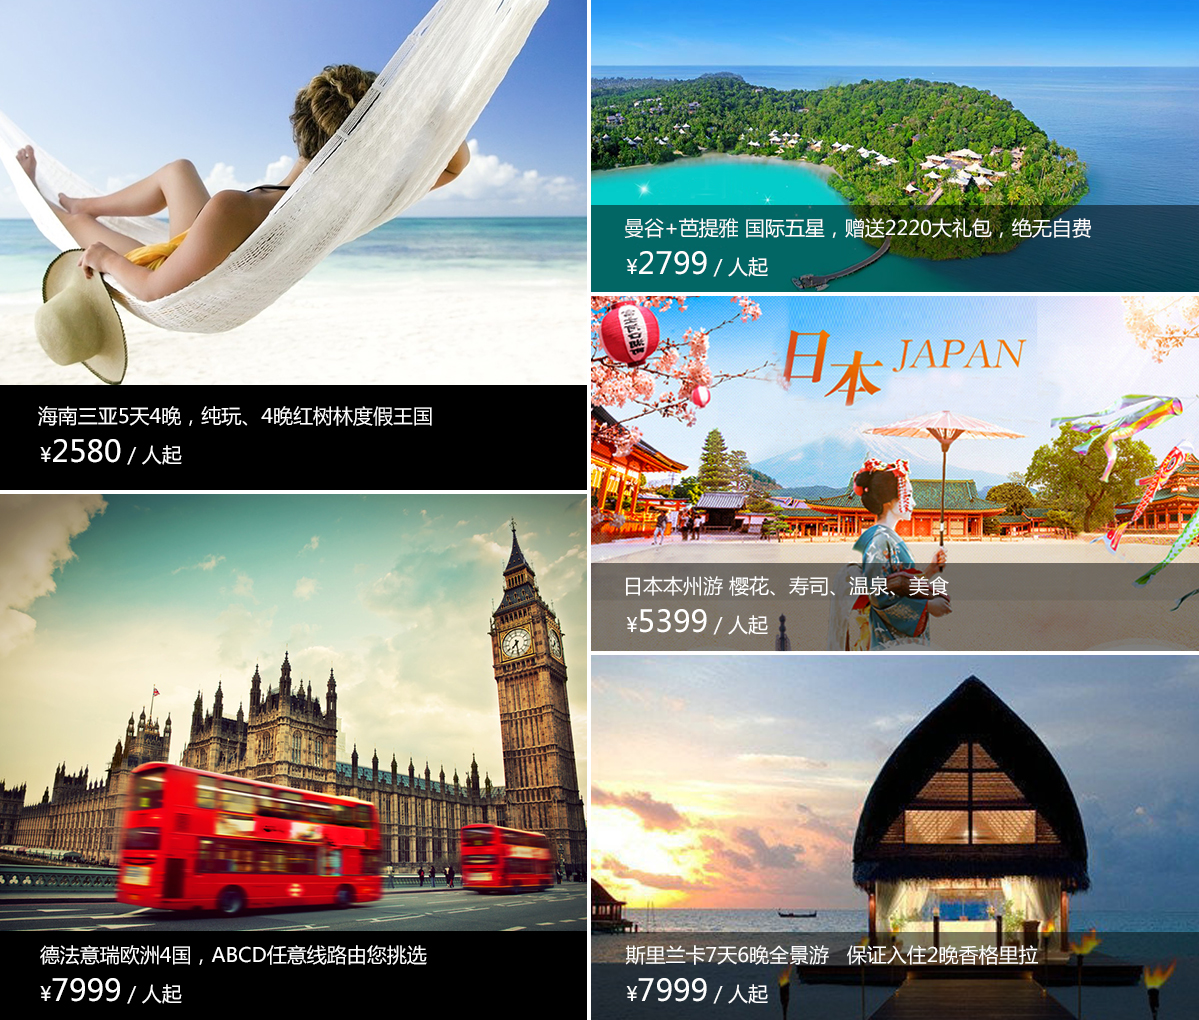 海南三亚5天4晚，纯玩、4晚红树林度假王国
¥2580 / 人起
曼谷+芭提雅 国际五星，赠送2220大礼包，绝无自费
¥2799 / 人起
日本 JAPAN
日本本州游 樱花、寿司、温泉、美食
¥5399 / 人起
德法意瑞欧洲4国，ABCD任意线路由您挑选
¥7999 / 人起
斯里兰卡7天6晚全景游 保证入住2晚香格里拉
¥7999 / 人起